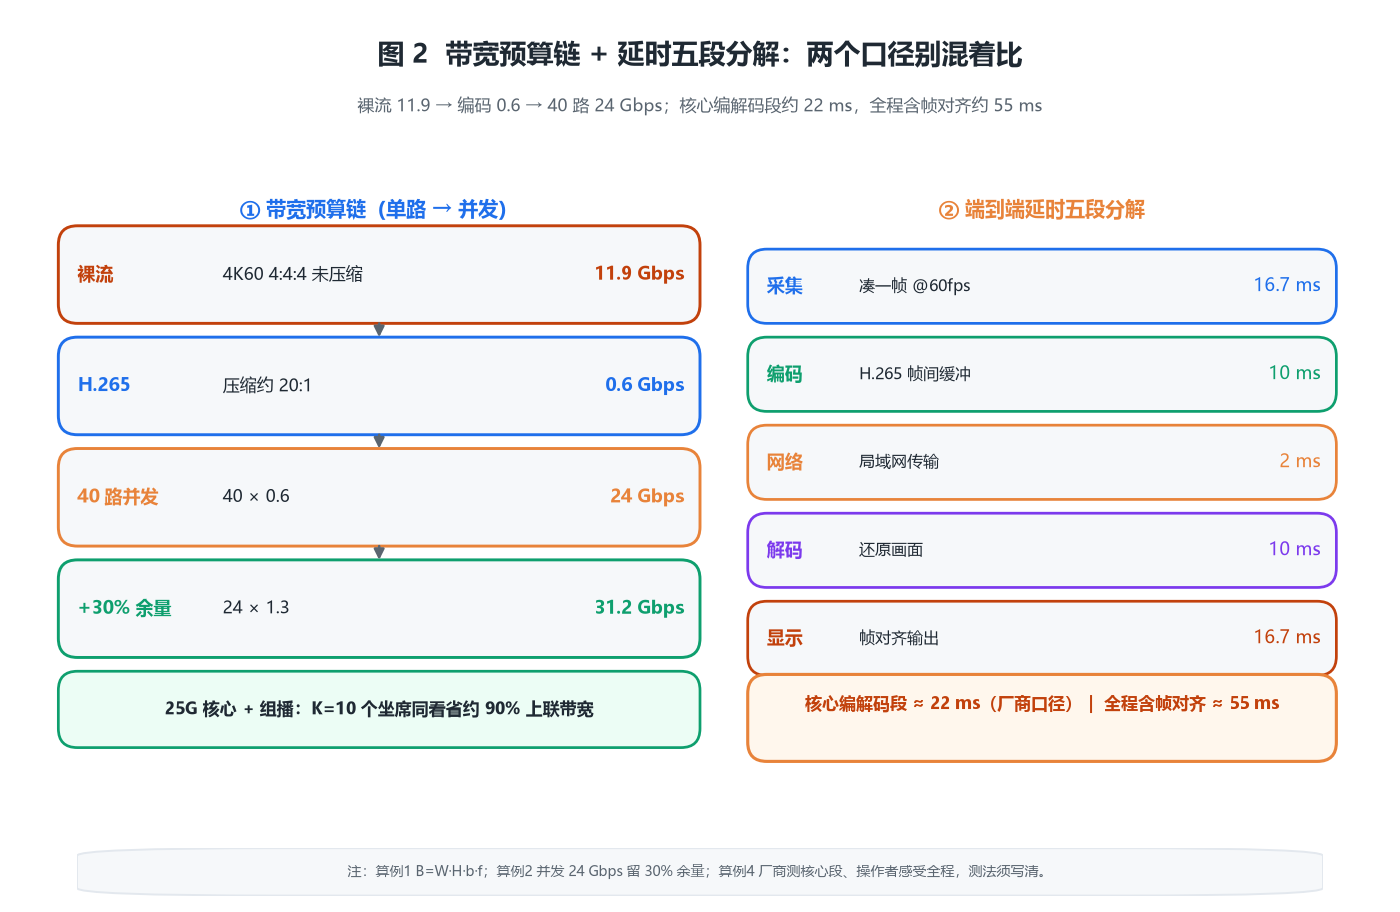 图 2 带宽预算链 + 延时五段分解：两个口径别混着比
裸流 11.9 → 编码 0.6 → 40 路 24 Gbps；核心编解码段约 22 ms，全程含帧对齐约 55 ms
① 带宽预算链（单路 → 并发）
裸流 4K60 4:4:4 未压缩 11.9 Gbps
H.265 压缩约 20:1 0.6 Gbps
40 路并发 40 × 0.6 24 Gbps
+30% 余量 24 × 1.3 31.2 Gbps
25G 核心 + 组播：K=10 个坐席同看省约 90% 上联带宽
② 端到端延时五段分解
采集 凑一帧 @60fps 16.7 ms
编码 H.265 帧间缓冲 10 ms
网络 局域网传输 2 ms
解码 还原画面 10 ms
显示 帧对齐输出 16.7 ms
核心编解码段 ≈ 22 ms（厂商口径）｜ 全程含帧对齐 ≈ 55 ms
注：算例1 B=W·H·b·f；算例2 并发 24 Gbps 留 30% 余量；算例4 厂商测核心段、操作者感受全程，测法须写清。